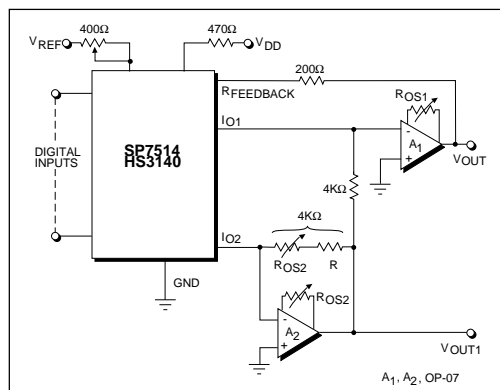 400Ω
470Ω
VREF
VDD
200Ω
RFEEDBACK
ROS1
IO1
DIGITAL
INPUTS
SP7514
HS3140
-
+
A1
VOUT
4KΩ
4KΩ
IO2
ROS2
R
GND
ROS2
-
+
A2
VOUT1
A1, A2, OP-07